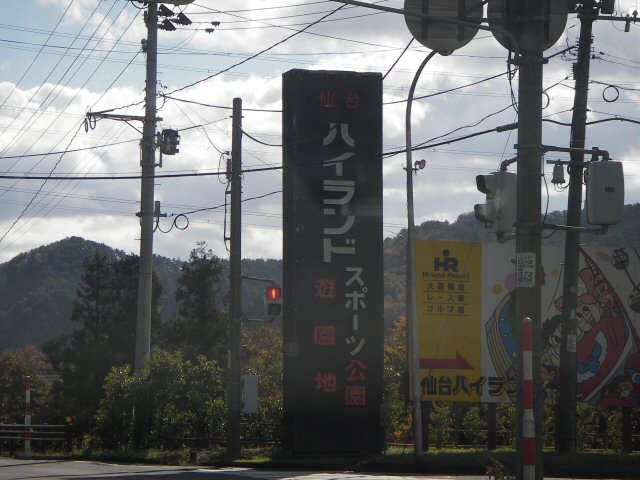 仙台
ハイランド
スポーツ公園
遊園地
HR
Hi land Resort
大遊園地
レース場
ゴルフ場
仙台ハイラン